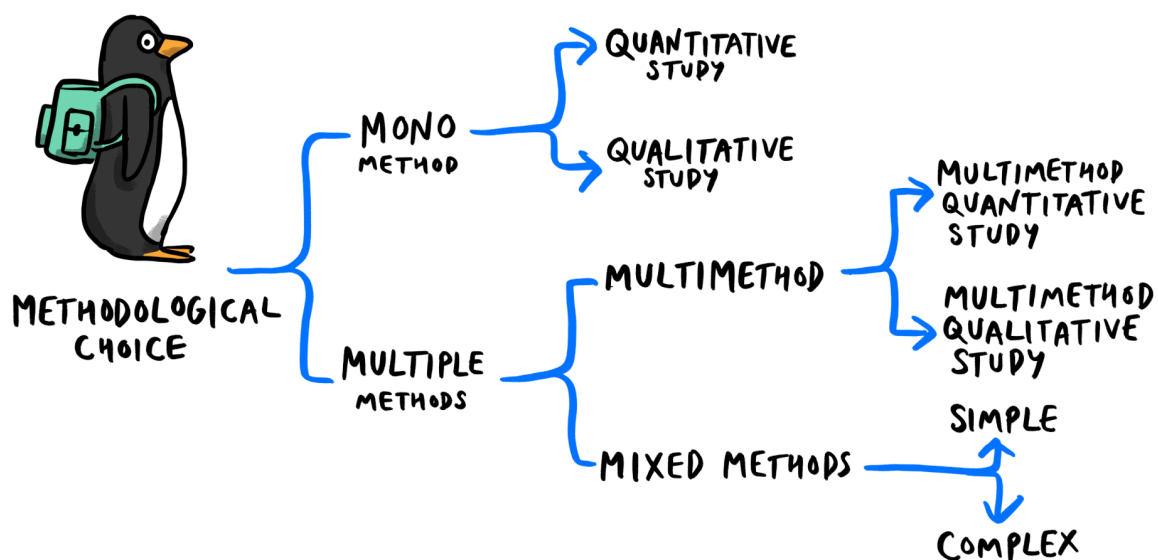 METHODOLOGICAL
CHOICE
MONO
METHOD
QUANTITATIVE
STUDY
QUALITATIVE
STUDY
MULTIPLE
METHODS
MULTIMETHOD
MULTIMETHOD
QUANTITATIVE
STUDY
MULTIMETHOD
QUALITATIVE
STUDY
MIXED METHODS
SIMPLE
COMPLEX